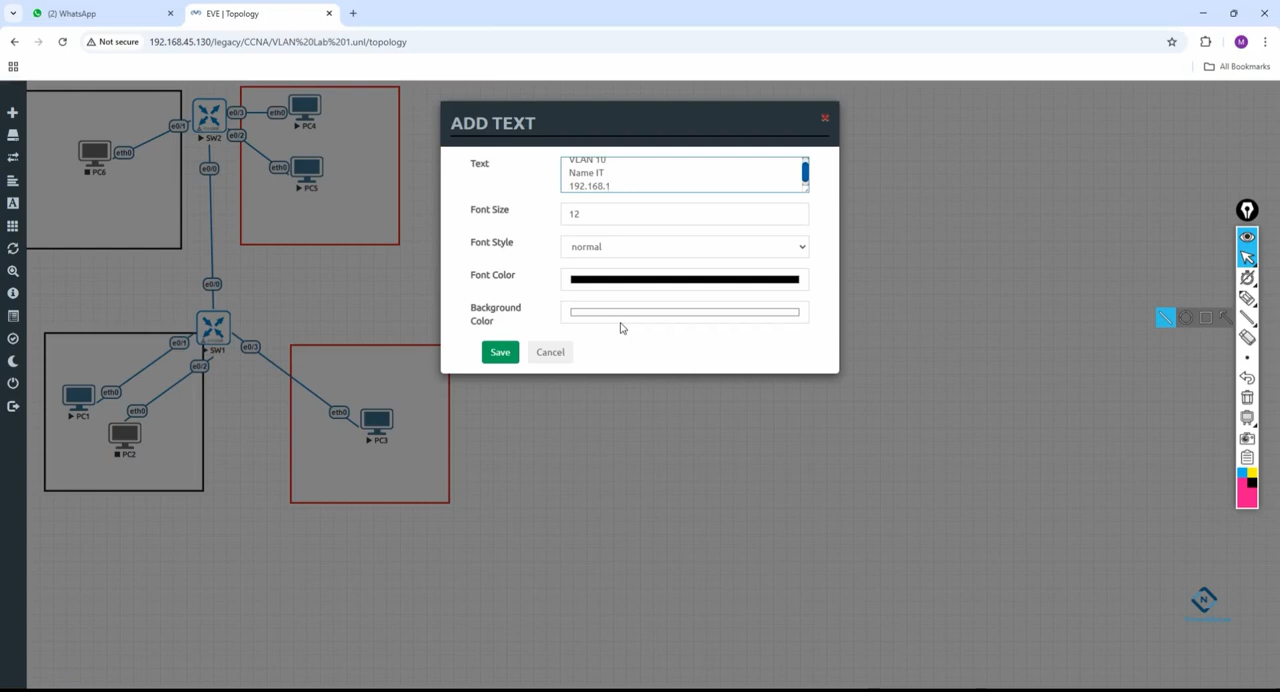 (2) WhatsApp
EVE | Topology
Not secure
192.168.45.130/legacy/CCNA/VLAN%20Lab%201.unl/topology
M
All Bookmarks
e0/1
SW2
e0/3
eth0
PC4
e0/2
eth0
PC5
eth0
PC6
e0/0
e0/0
SW1
e0/1
e0/3
e0/2
eth0
PC1
eth0
PC2
eth0
PC3
ADD TEXT
Text
VLAN 10
Name IT
192.168.1
Font Size
12
Font Style
normal
Font Color
Background
Color
Save
Cancel
N